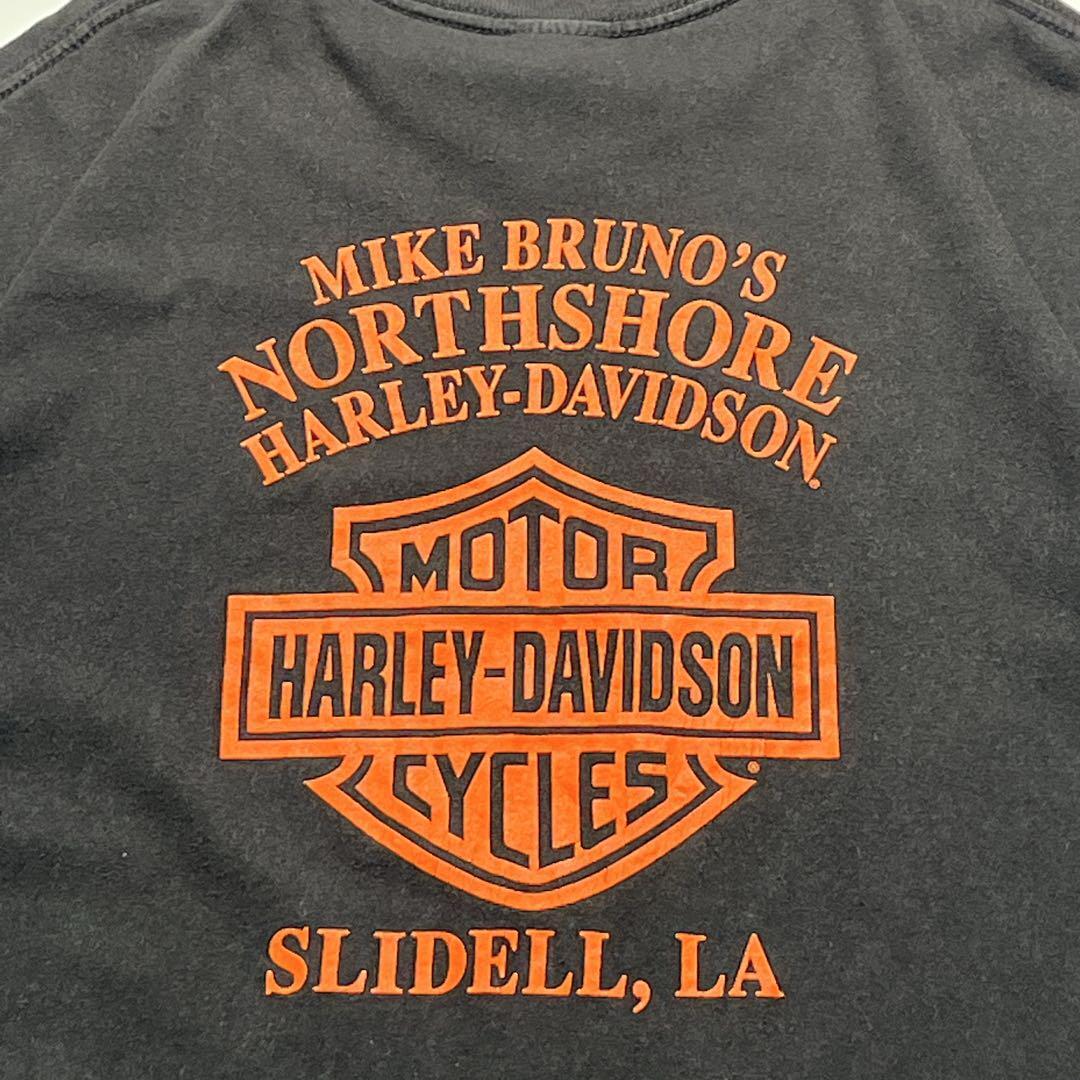 MIKE BRUNO'S
NORTHSHORE
HARLEY-DAVIDSON®
MOTOR
HARLEY-DAVIDSON
CYCLES®
SLIDELL, LA